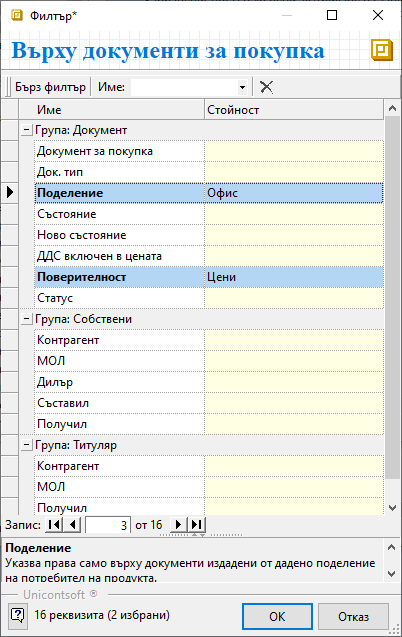 Филтър*
Върху документи за покупка
Бърз филтър Име:
Име Стойност
Група: Документ
Документ за покупка
Док. тип
Поделение Офис
Състояние
Ново състояние
ДДС включен в цената
Поверителност Цени
Статус
Група: Собствени
Контрагент
МОЛ
Дилър
Съставил
Получил
Група: Титуляр
Контрагент
МОЛ
Получил
Запис: 3 от 16
Поделение
Указва права само върху документи издадени от дадено поделение
на потребител на продукта.
Unicontsoft ®
16 реквизита (2 избрани) ОК Отказ